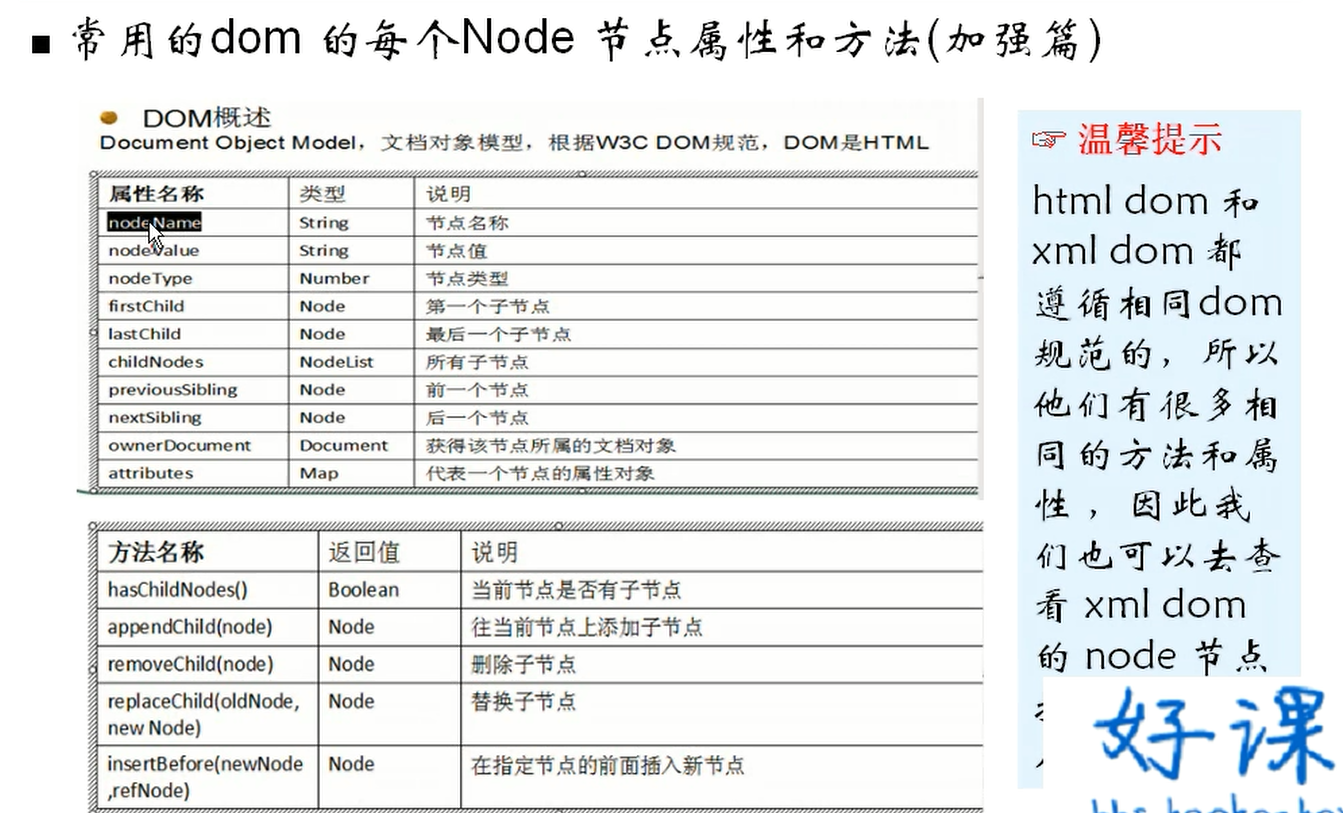 常用的dom 的每个Node 节点属性和方法(加强篇)
DOM概述
Document Object Model，文档对象模型，根据W3C DOM规范，DOM是HTML
属性名称 类型 说明
nodeName String 节点名称
nodeValue String 节点值
nodeType Number 节点类型
firstChild Node 第一个子节点
lastChild Node 最后一个子节点
childNodes NodeList 所有子节点
previousSibling Node 前一个节点
nextSibling Node 后一个节点
ownerDocument Document 获得该节点所属的文档对象
attributes Map 代表一个节点的属性对象
方法名称 返回值 说明
hasChildNodes() Boolean 当前节点是否有子节点
appendChild(node) Node 往当前节点上添加子节点
removeChild(node) Node 删除子节点
replaceChild(oldNode, Node 替换子节点
new Node)
insertBefore(newNode Node 在指定节点的前面插入新节点
,refNode)
温馨提示
html dom 和
xml dom 都
遵循相同dom
规范的，所以
他们有很多相
同的方法和属
性，因此我
们也可以去查
看 xml dom
的 node 节点
好课